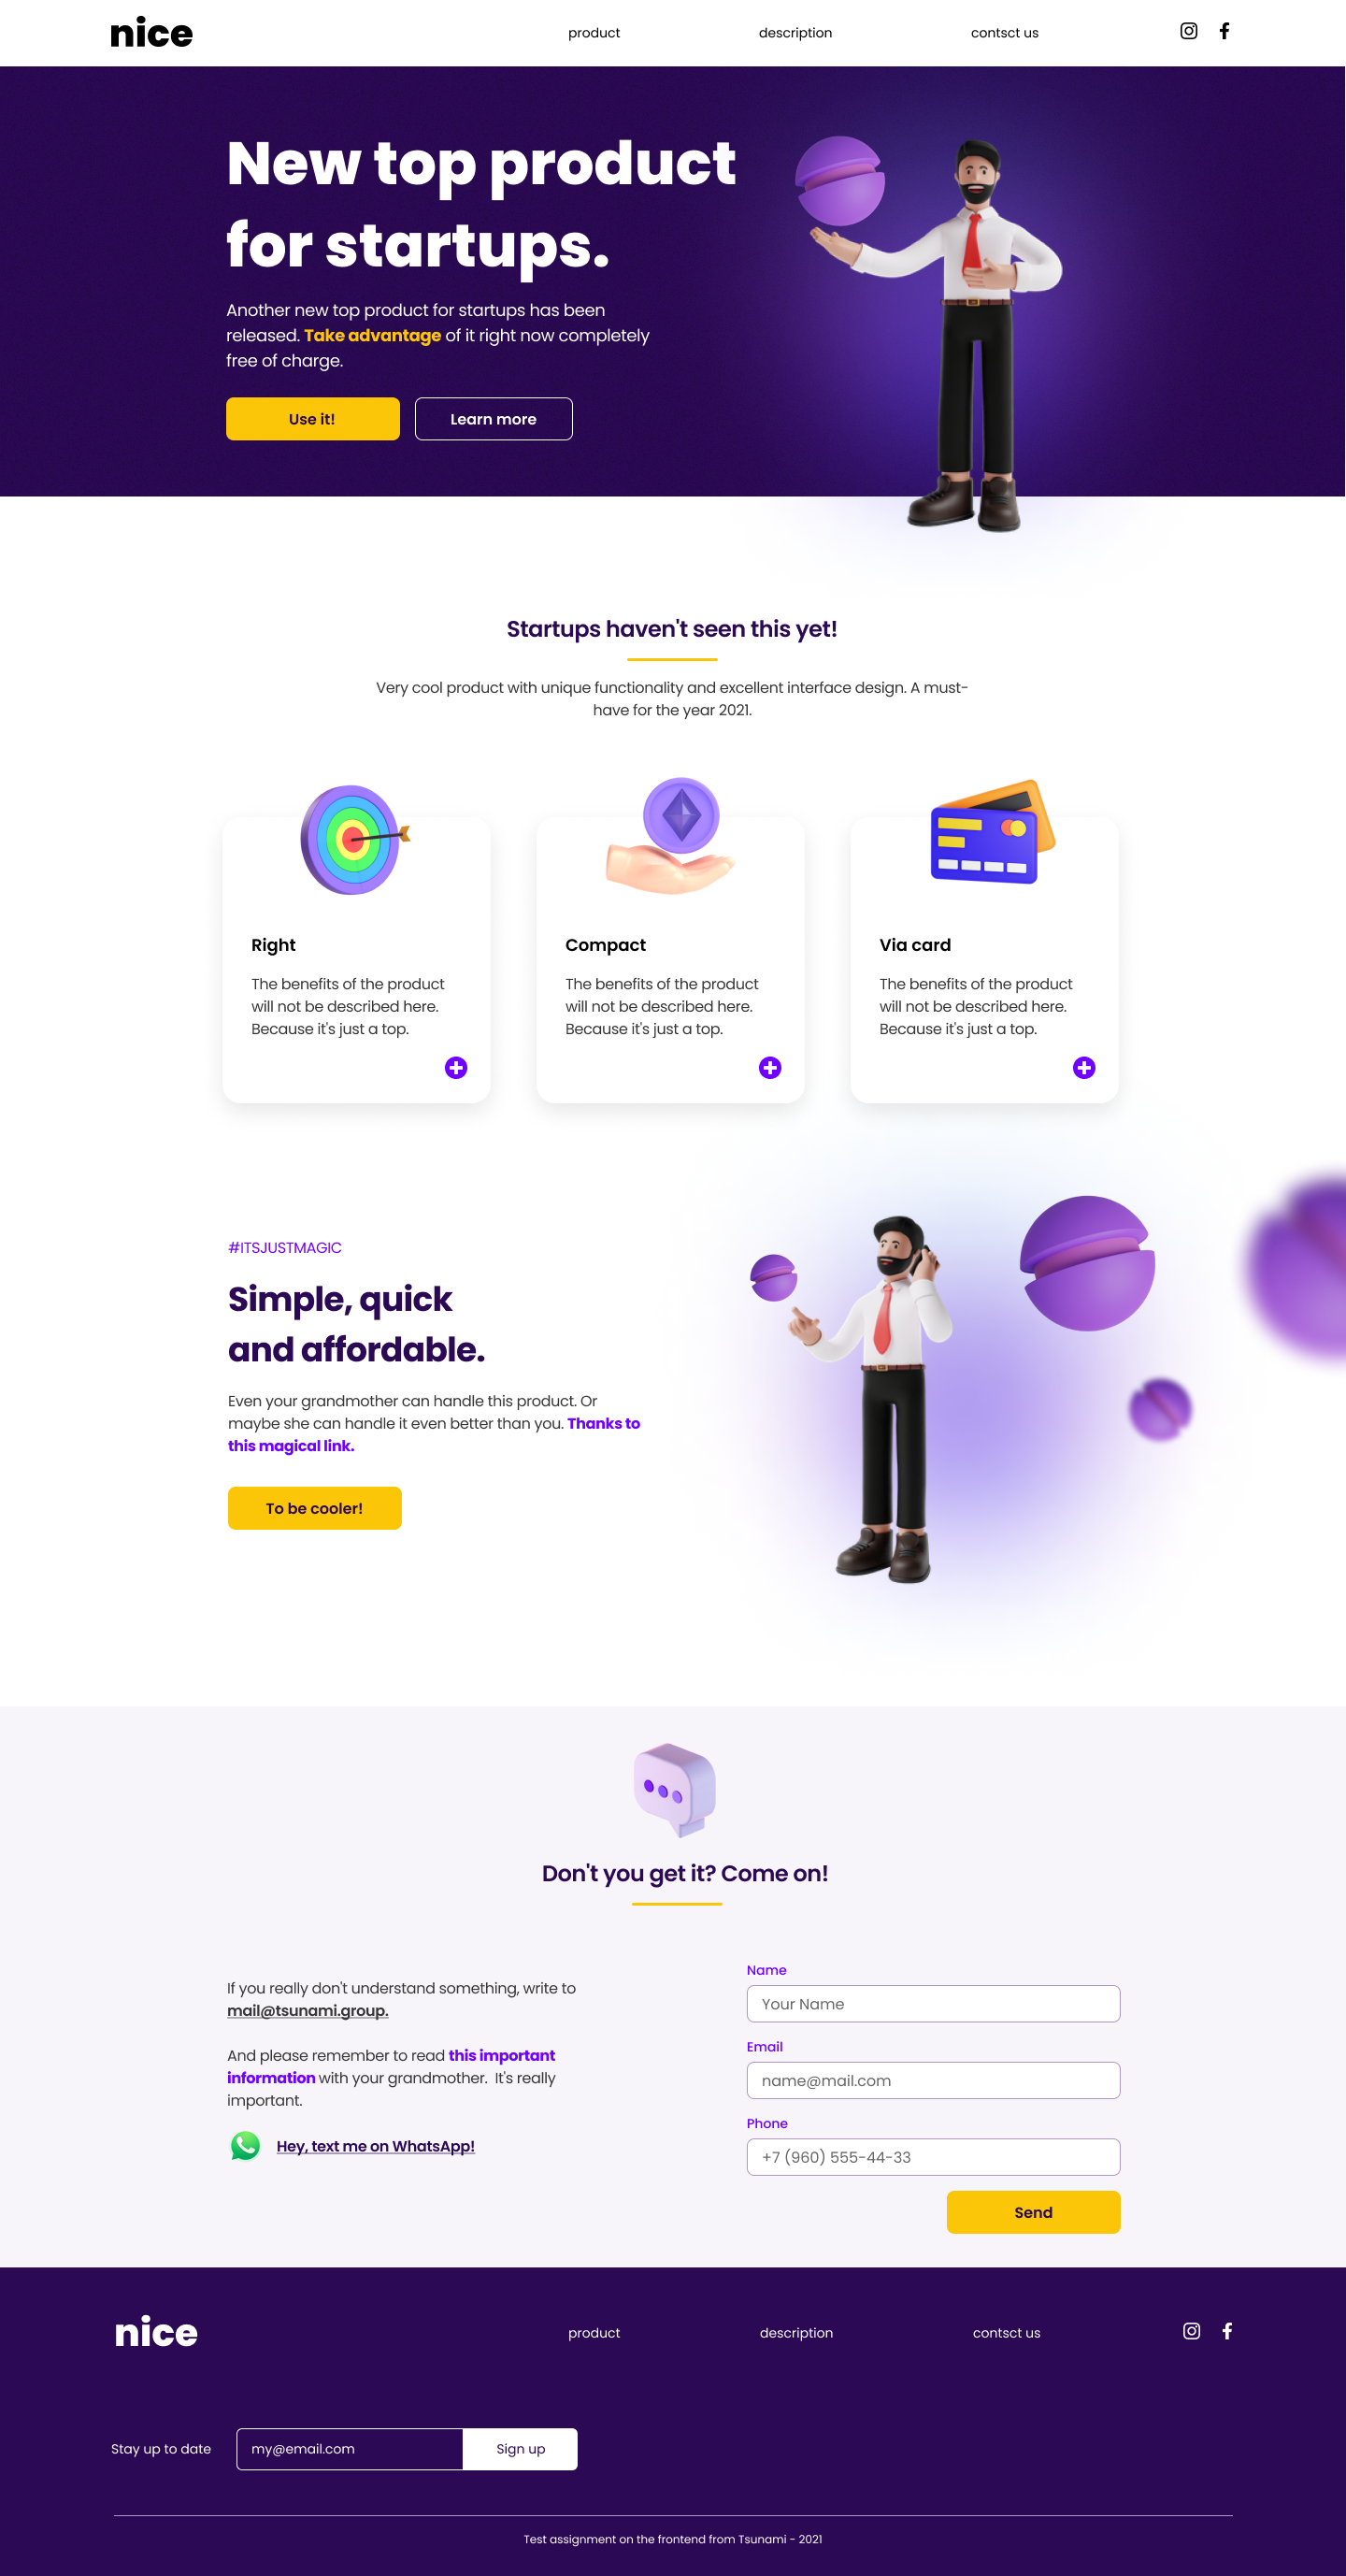 nice
product
description
contsct us
New top product
for startups.
Another new top product for startups has been
released. Take advantage of it right now completely
free of charge.
Use it!
Learn more
Startups haven't seen this yet!
Very cool product with unique functionality and excellent interface design. A must-
have for the year 2021.
Right
The benefits of the product
will not be described here.
Because it's just a top.
Compact
The benefits of the product
will not be described here.
Because it's just a top.
Via card
The benefits of the product
will not be described here.
Because it's just a top.
#ITSJUSTMAGIC
Simple, quick
and affordable.
Even your grandmother can handle this product. Or
maybe she can handle it even better than you. Thanks to
this magical link.
To be cooler!
Don't you get it? Come on!
If you really don't understand something, write to
mail@tsunami.group.
And please remember to read this important
information with your grandmother. It's really
important.
Hey, text me on WhatsApp!
Name
Your Name
Email
name@mail.com
Phone
+7 (960) 555-44-33
Send
nice
product
description
contsct us
Stay up to date
my@email.com
Sign up
Test assignment on the frontend from Tsunami - 2021